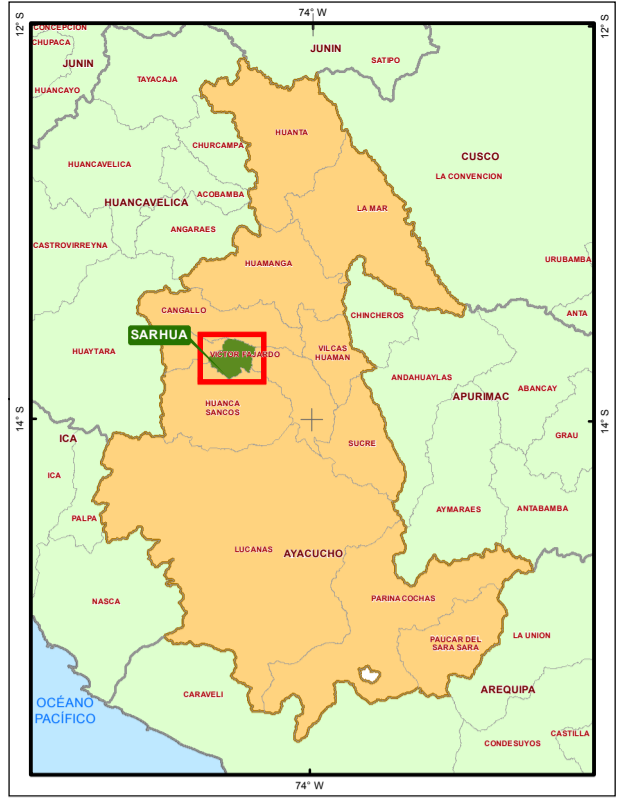 74° W
12° S
12° S
CONCEPCION
CHUPACA
JUNIN
JUNIN
SATIPO
HUANCAYO
TAYACAJA
HUANTA
CHURCAMPA
CUSCO
HUANCAVELICA
LA CONVENCION
ACOBAMBA
HUANCAVELICA
LA MAR
ANGARAES
CASTROVIRREYNA
URUBAMBA
HUAMANGA
CANGALLO
CHINCHEROS
ANTA
SARHUA
HUAYTARA
VICTOR FAJARDO
VILCAS
HUAMAN
ANDAHUAYLAS
ABANCAY
APURIMAC
HUANCA
SANCOS
14° S
14° S
ICA
GRAU
SUCRE
ICA
PALPA
AYMARAES
ANTABAMBA
LUCANAS
AYACUCHO
NASCA
PARINACOCHAS
PAUCAR DEL
SARA SARA
LA UNION
CARAVELI
AREQUIPA
OCÉANO
PACÍFICO
CASTILLA
CONDESUYOS
74° W